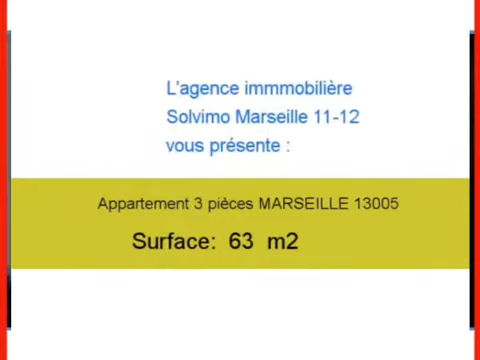 L'agence immmobilière
Solvimo Marseille 11-12
vous présente :
Appartement 3 pièces MARSEILLE 13005
Surface: 63 m2